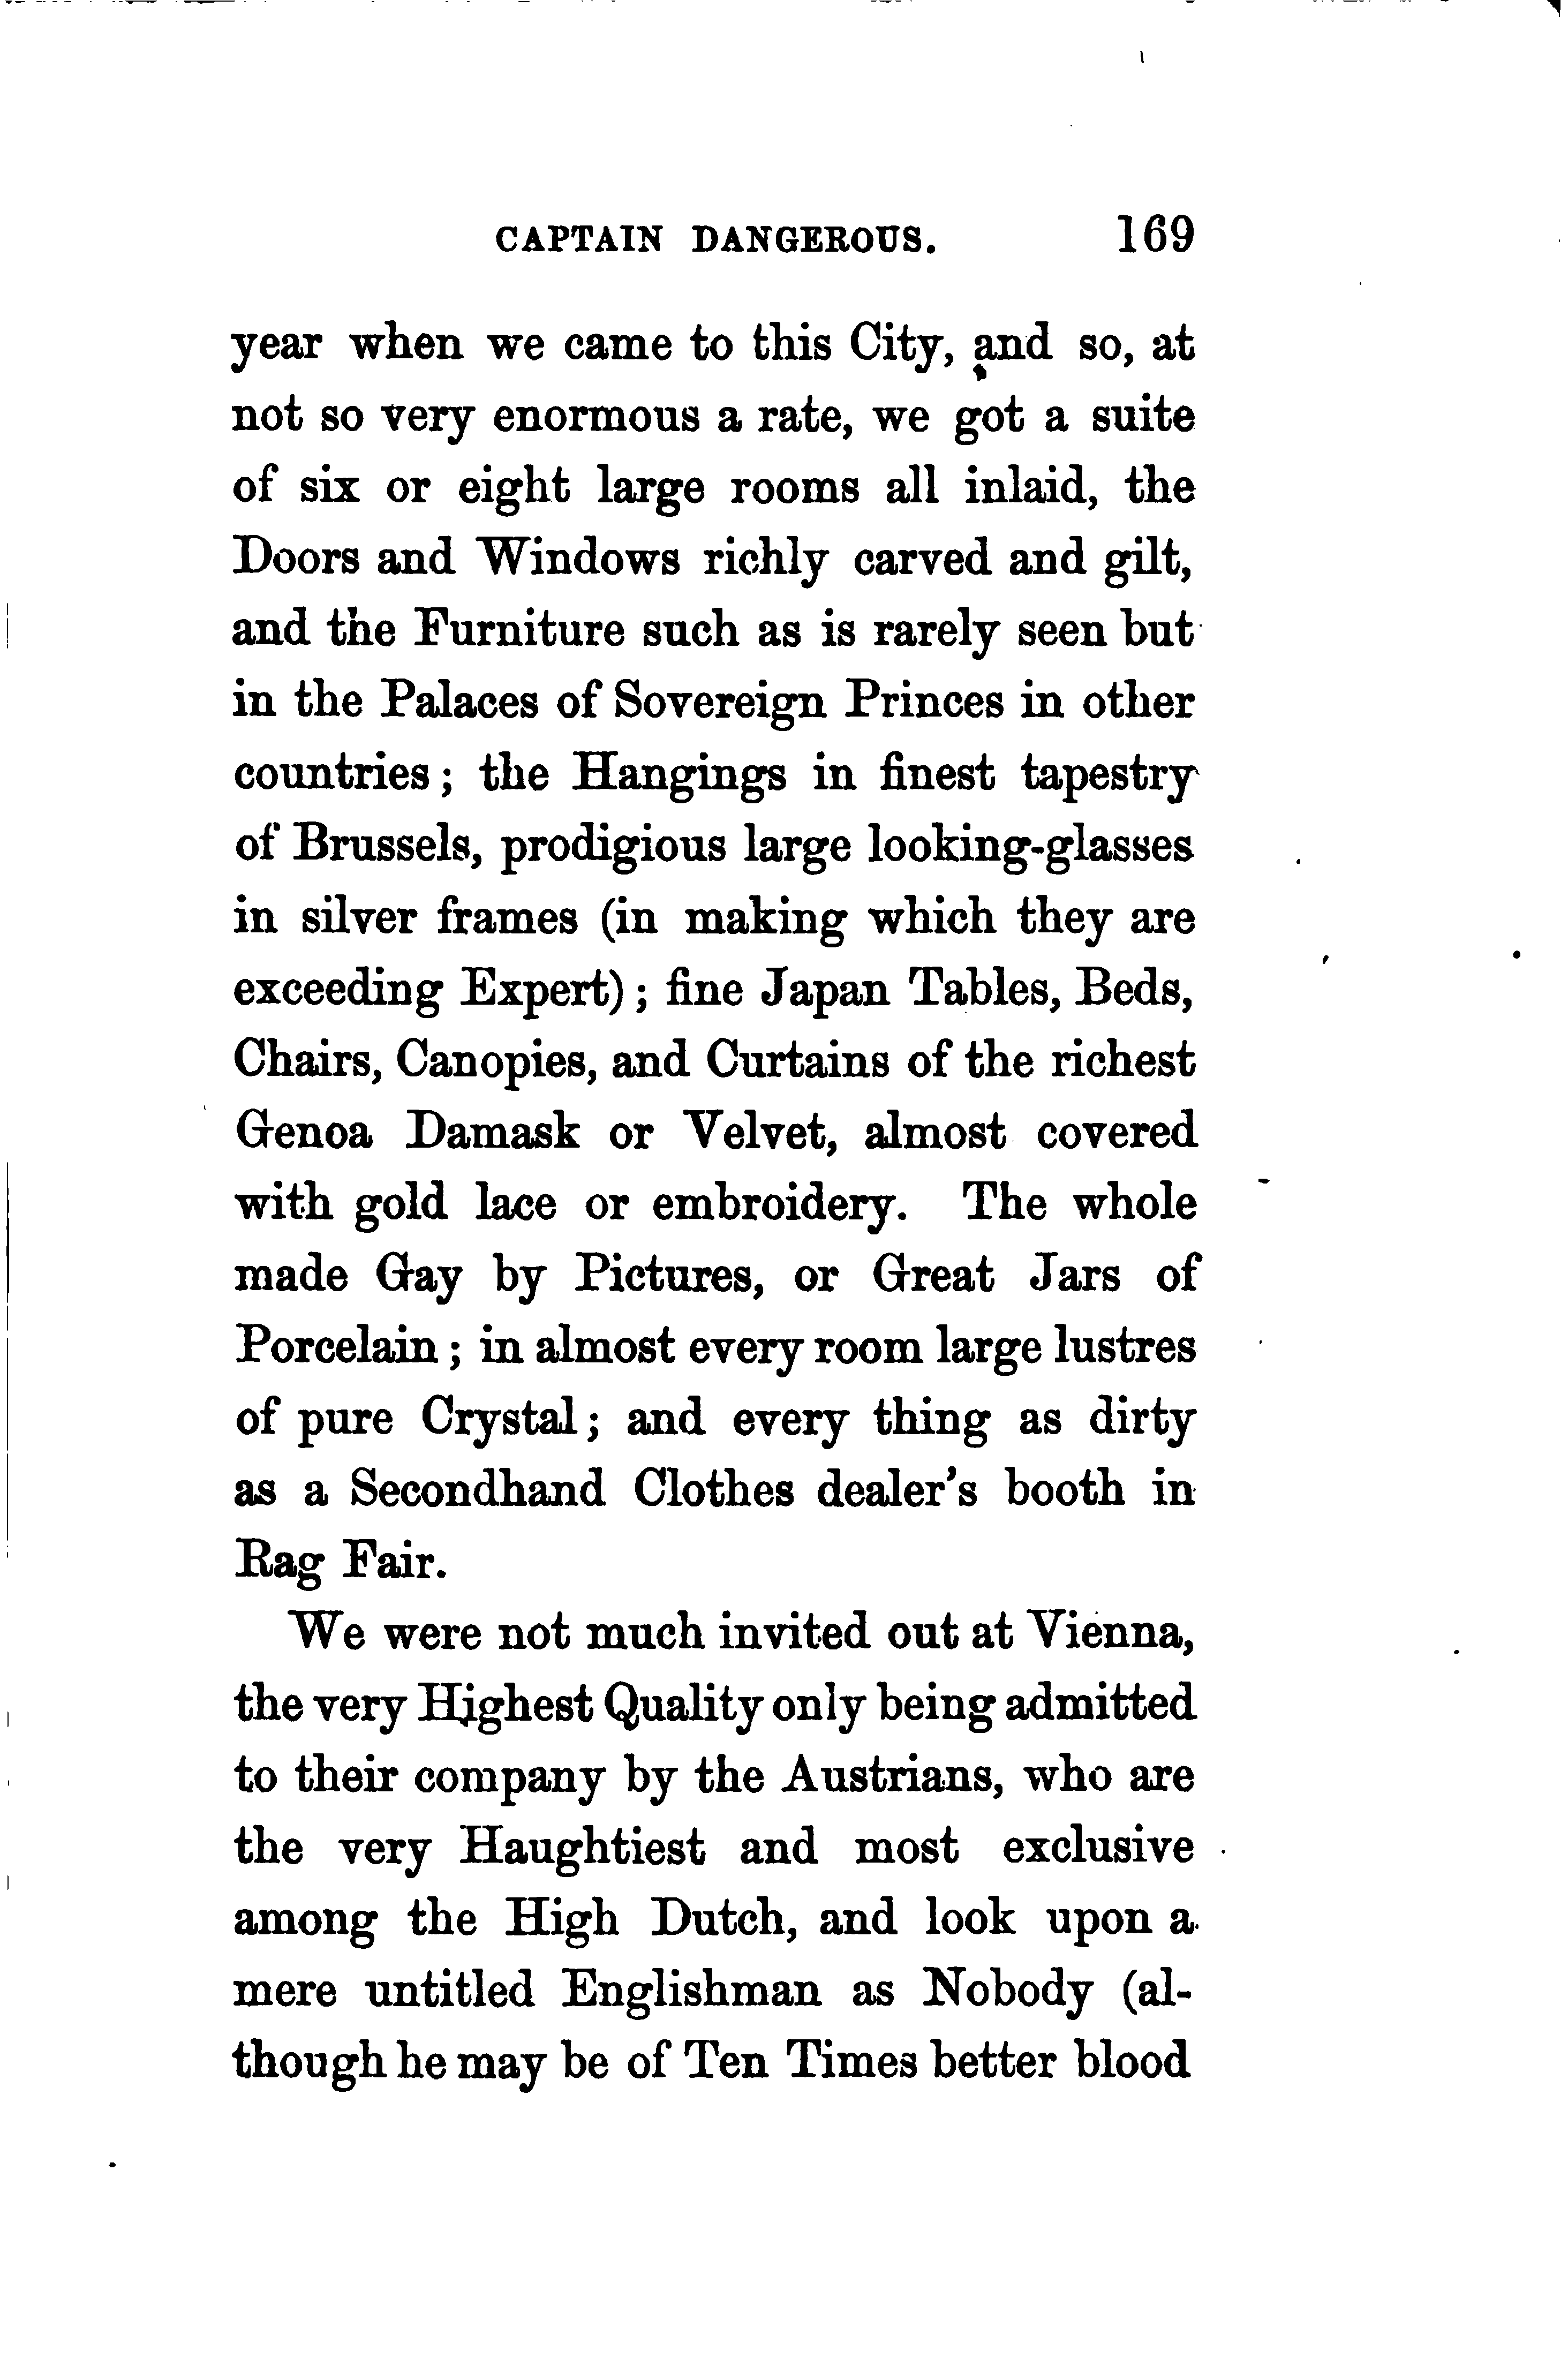 CAPTAIN DANGEROUS. 169
year when we came to this City, and so, at
not so very enormous a rate, we got a suite
of six or eight large rooms all inlaid, the
Doors and Windows richly carved and gilt,
and the Furniture such as is rarely seen but
in the Palaces of Sovereign Princes in other
countries; the Hangings in finest tapestry
of Brussels, prodigious large looking-glasses
in silver frames (in making which they are
exceeding Expert); fine Japan Tables, Beds,
Chairs, Canopies, and Curtains of the richest
Genoa Damask or Velvet, almost covered
with gold lace or embroidery. The whole
made Gay by Pictures, or Great Jars of
Porcelain; in almost every room large lustres
of pure Crystal; and every thing as dirty
as a Secondhand Clothes dealer's booth in
Rag Fair.
We were not much invited out at Vienna,
the very Highest Quality only being admitted
to their company by the Austrians, who are
the very Haughtiest and most exclusive
among the High Dutch, and look upon a
mere untitled Englishman as Nobody (al-
though he may be of Ten Times better blood